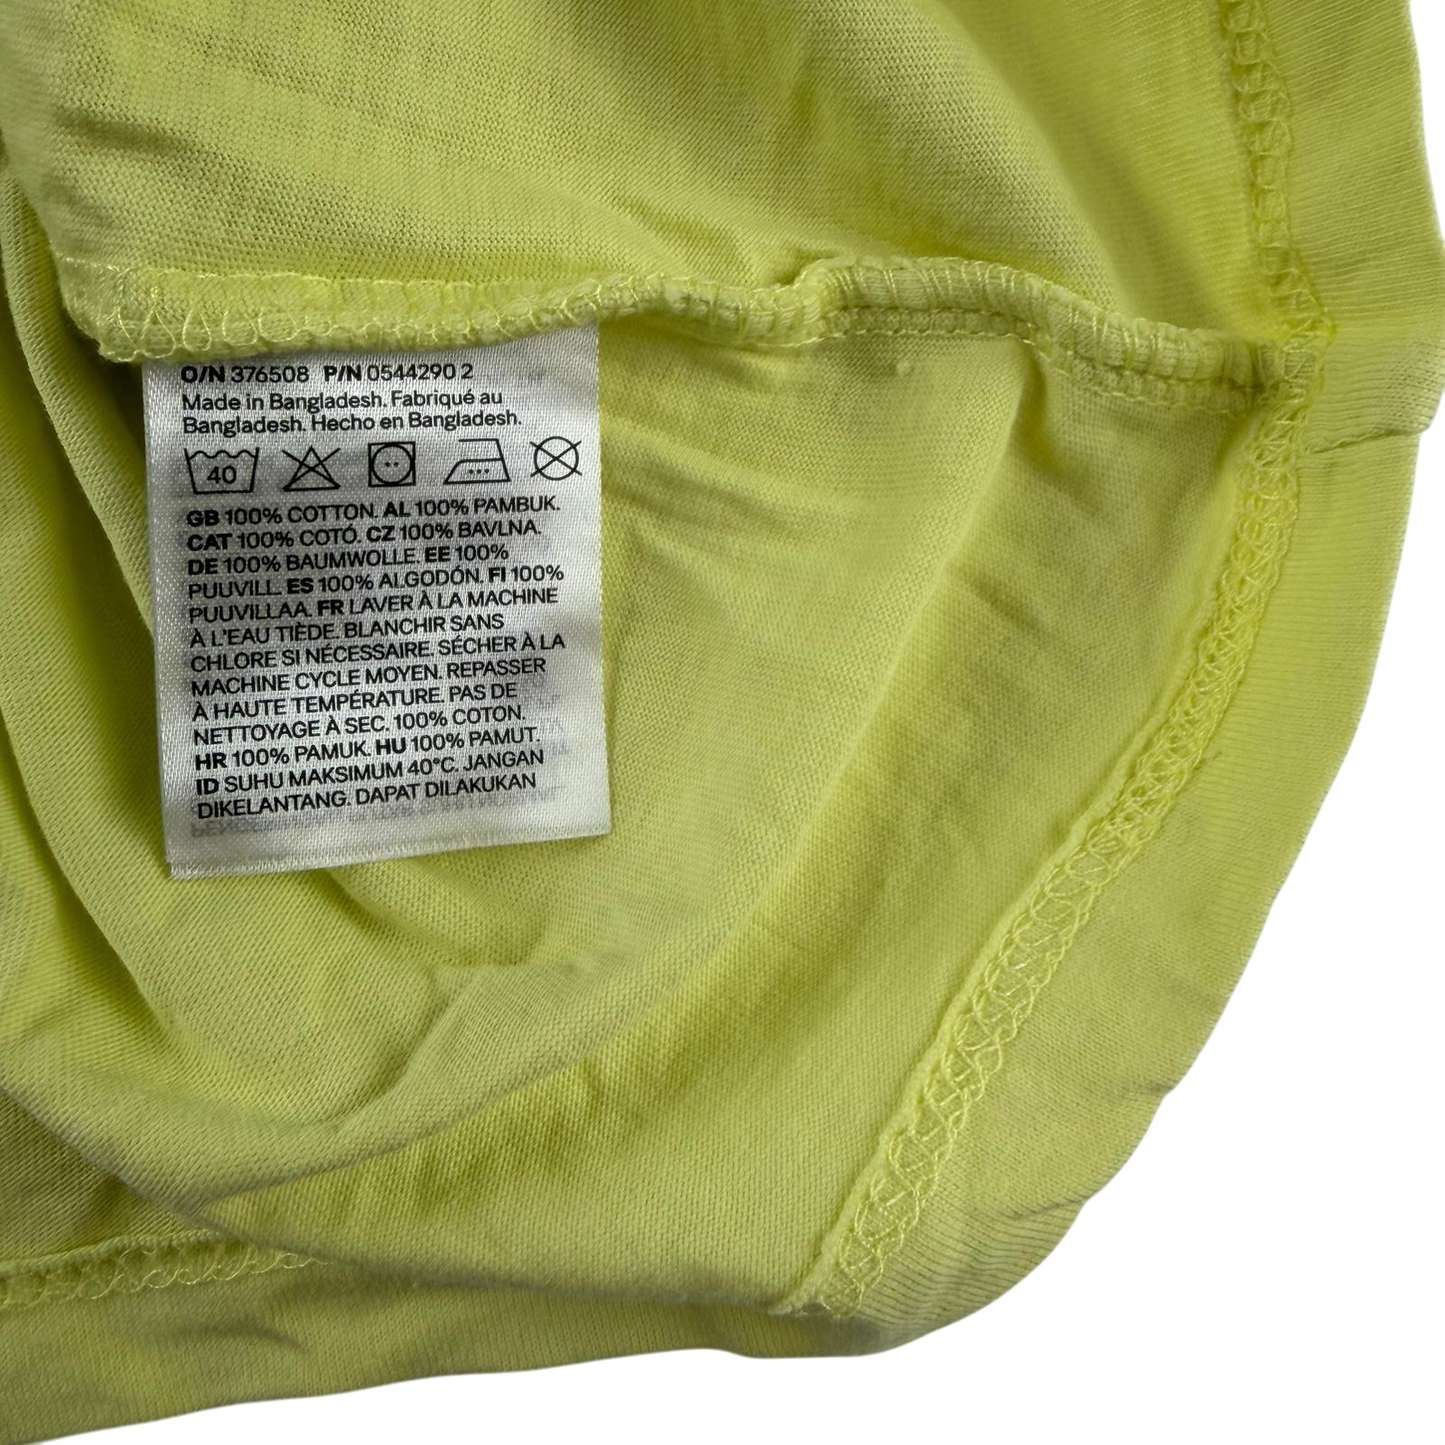 O/N 376508 P/N 0544290 2
Made in Bangladesh. Fabriqué au
Bangladesh. Hecho en Bangladesh.
40
GB 100% COTTON. AL 100% PAMBUK.
CAT 100% COTÓ. CZ 100% BAVLNA.
DE 100% BAUMWOLLE. EE 100%
PUUVILL. ES 100% ALGODÓN. FI 100%
PUUVILLAA. FR LAVER À LA MACHINE
À L'EAU TIÈDE. BLANCHIR SANS
CHLORE SI NÉCESSAIRE. SÉCHER À LA
MACHINE CYCLE MOYEN. REPASSER
À HAUTE TEMPÉRATURE. PAS DE
NETTOYAGE À SEC. 100% COTON.
HR 100% PAMUK. HU 100% PAMUT.
ID SUHU MAKSIMUM 40°C. JANGAN
DIKELANTANG. DAPAT DILAKUKAN